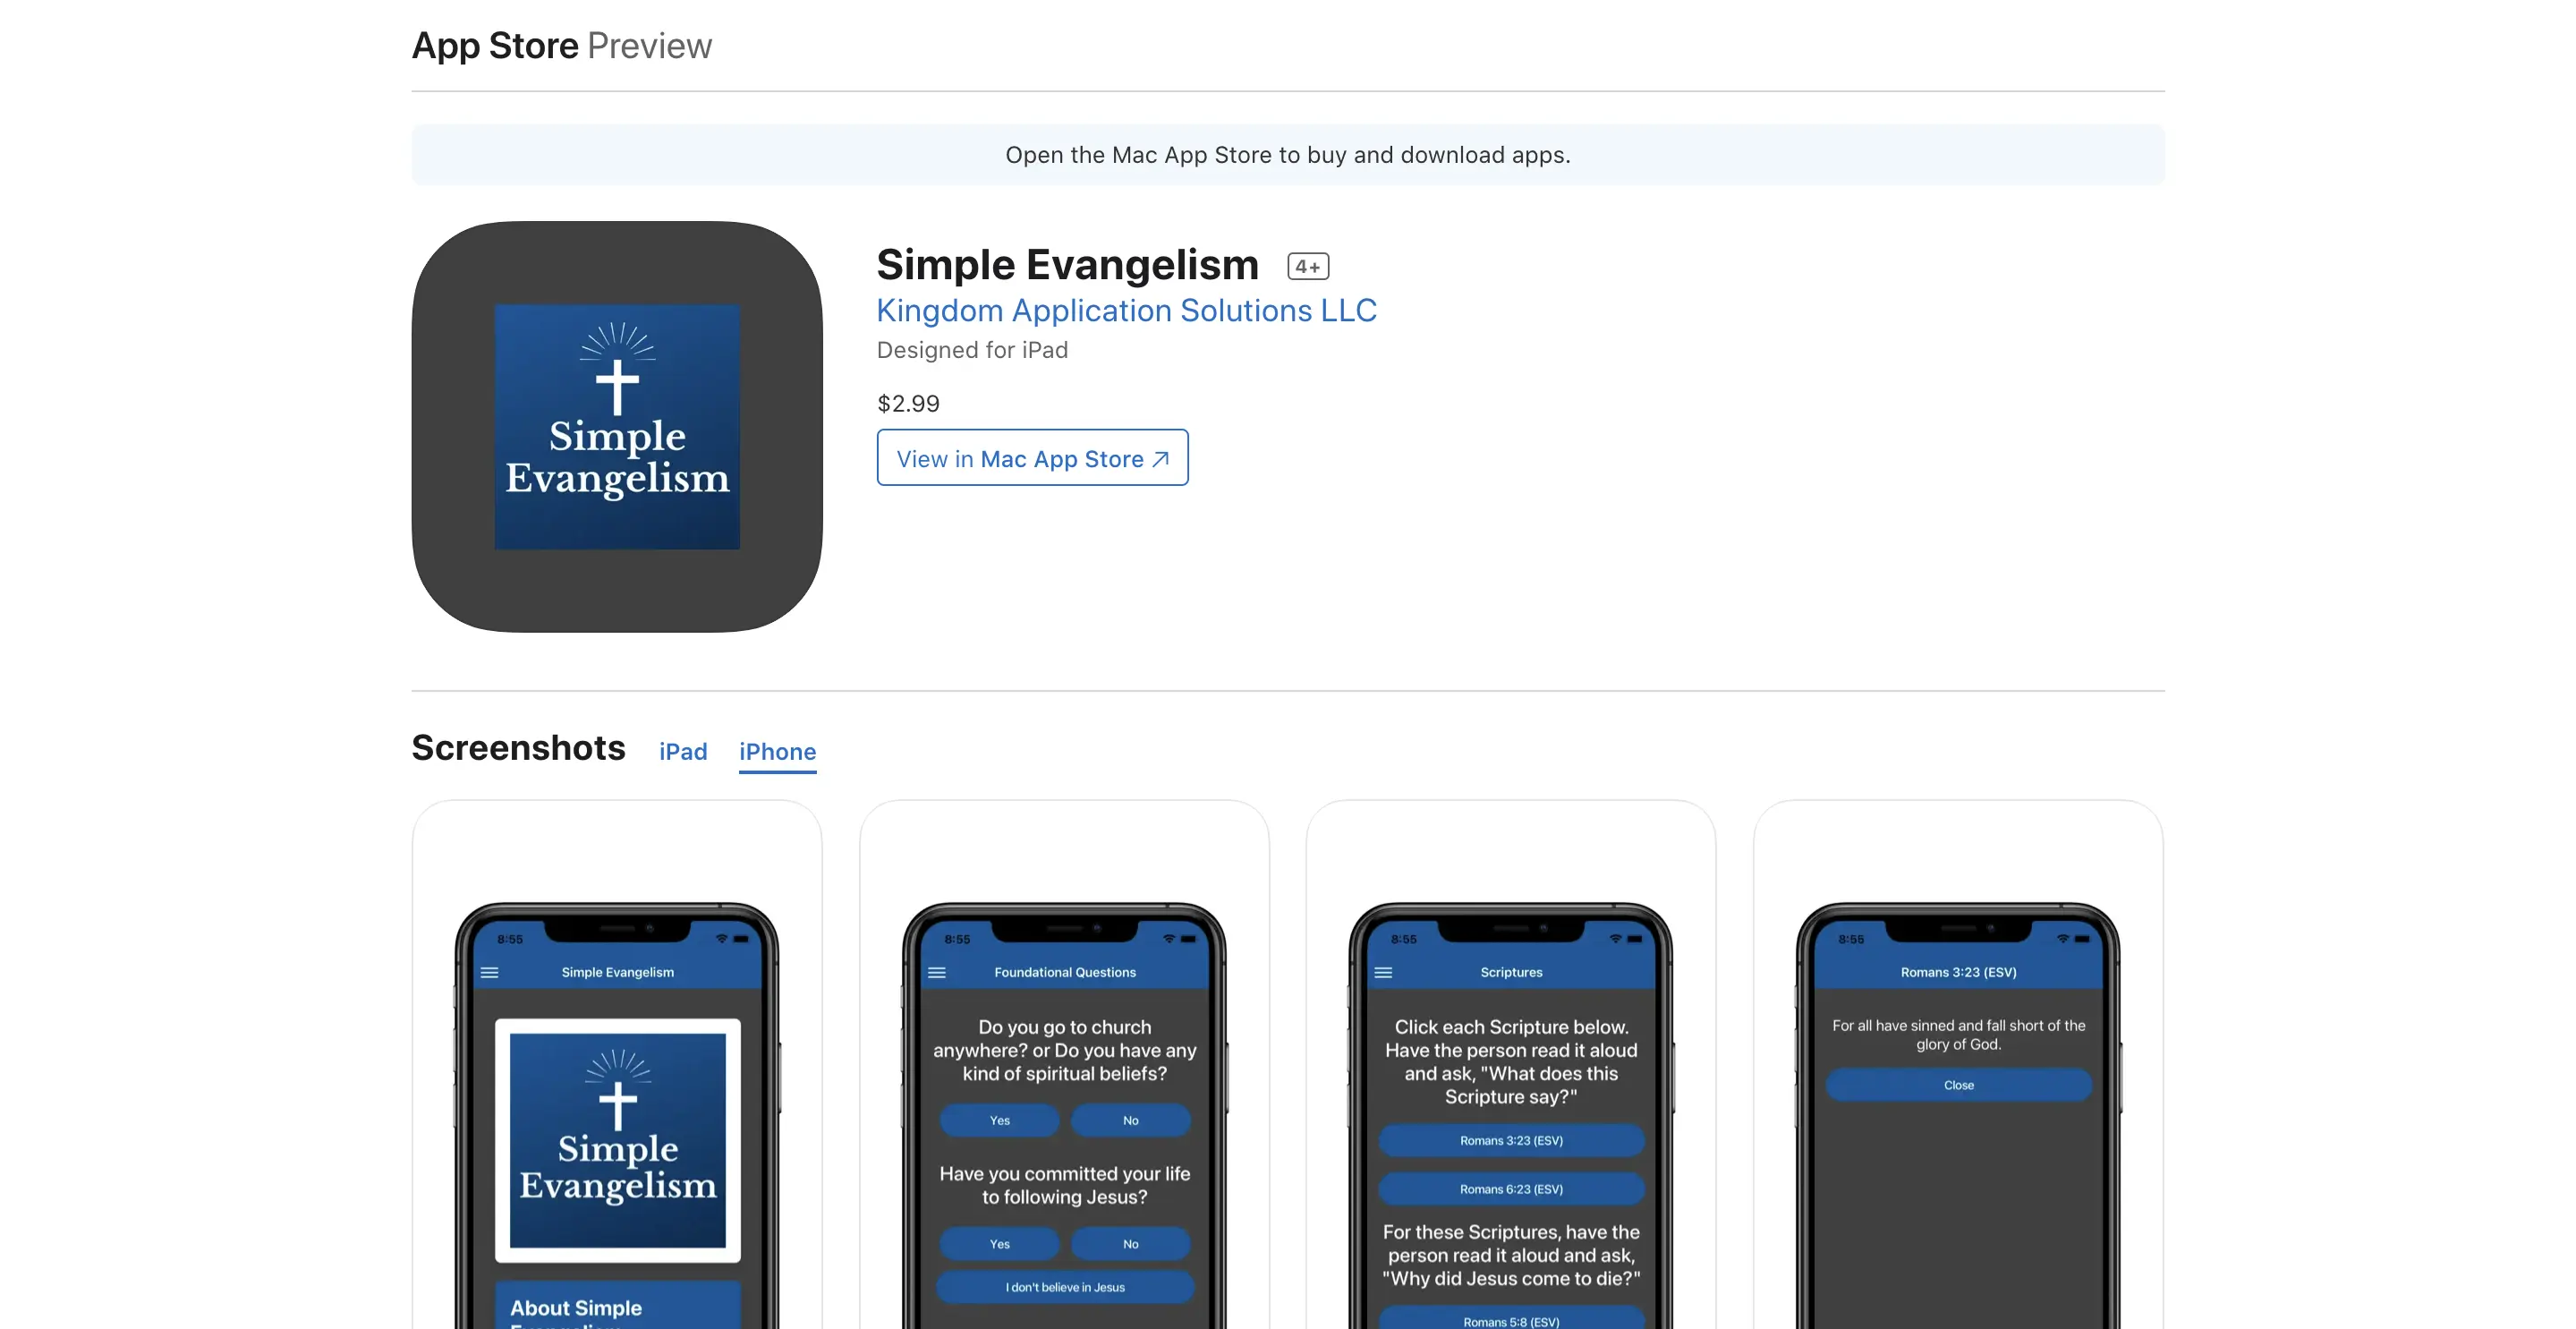 App Store Preview
Open the Mac App Store to buy and download apps.
Simple
Evangelism
Simple Evangelism 4+
Kingdom Application Solutions LLC
Designed for iPad
$2.99
View in Mac App Store
Screenshots iPad iPhone
8:55
Simple Evangelism
Simple
Evangelism
About Simple
Evangelism
8:55
Foundational Questions
Do you go to church
anywhere? or Do you have any
kind of spiritual beliefs?
Yes No
Have you committed your life
to following Jesus?
Yes No
I don't believe in Jesus
8:55
Scriptures
Click each Scripture below.
Have the person read it aloud
and ask, "What does this
Scripture say?"
Romans 3:23 (ESV)
Romans 6:23 (ESV)
For these Scriptures, have the
person read it aloud and ask,
"Why did Jesus come to die?"
Romans 5:8 (ESV)
8:55
Romans 3:23 (ESV)
For all have sinned and fall short of the
glory of God.
Close